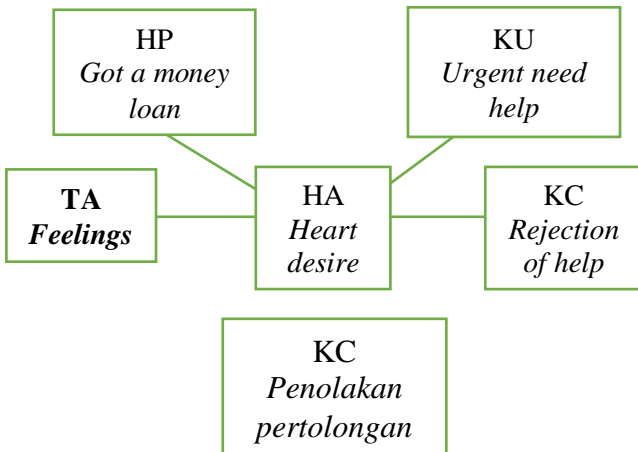 HP
Got a money
loan
KU
Urgent need
help
TA
Feelings
HA
Heart
desire
KC
Rejection
of help
KC
Penolakan
pertolongan